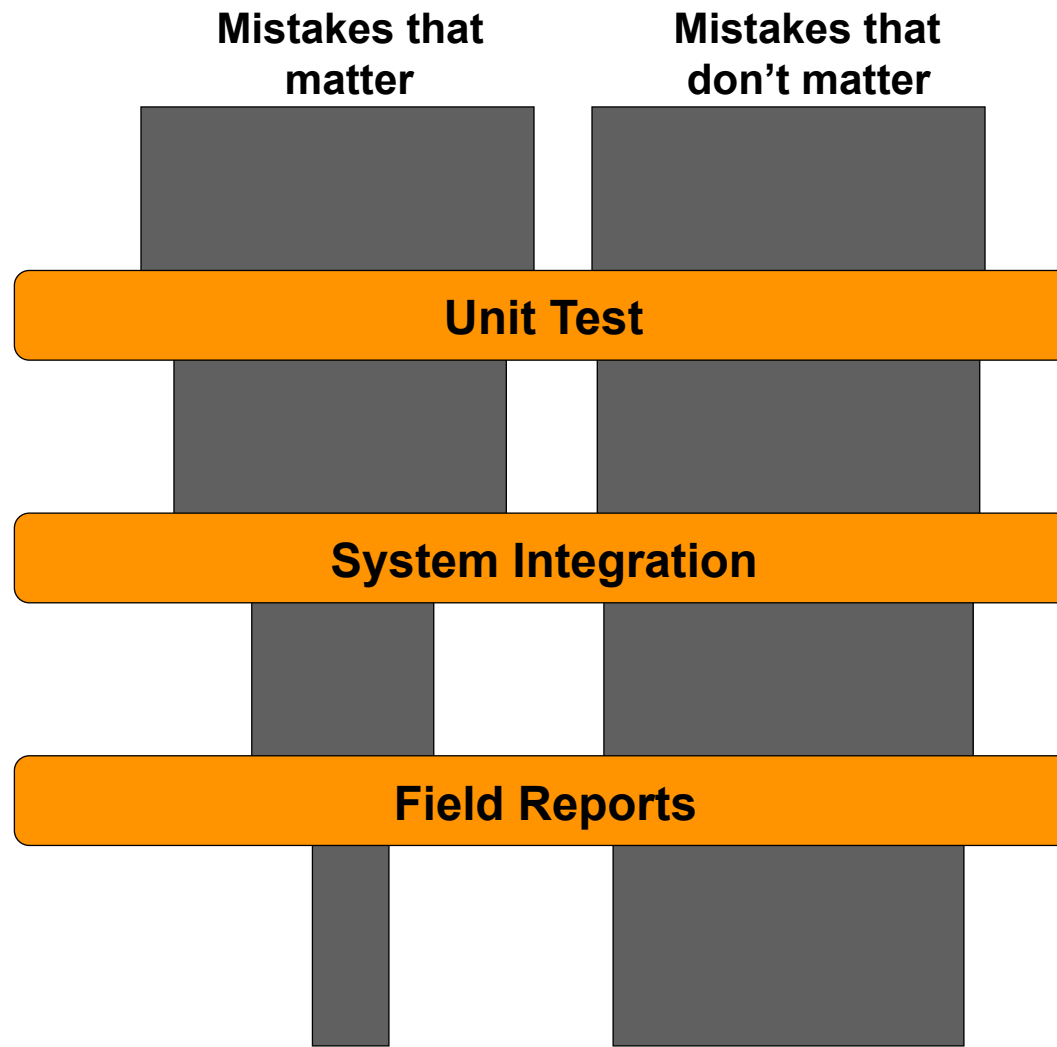 Mistakes that
matter
Mistakes that
don’t matter
Unit Test
System Integration
Field Reports